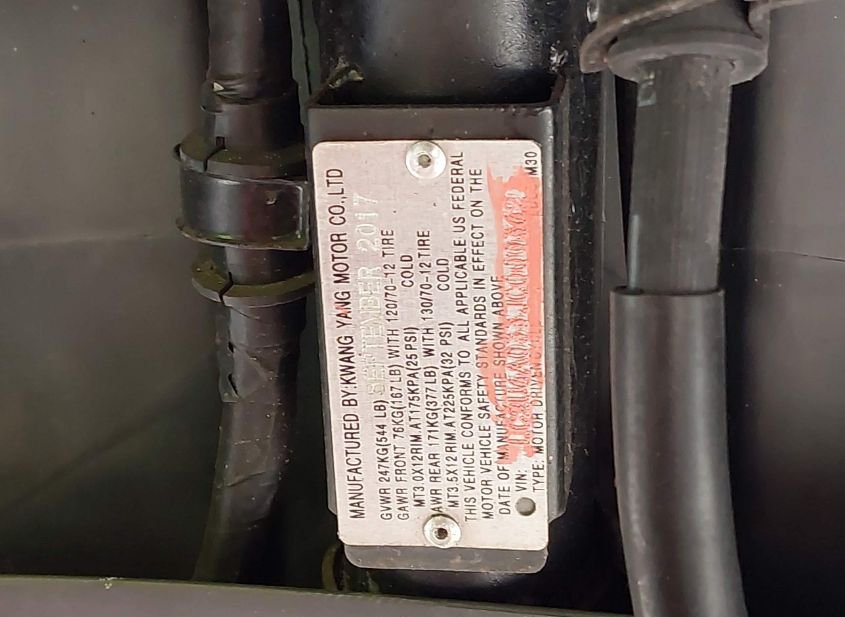 MANUFACTURED BY:KWANG YANG MOTOR CO.,LTD
SEPTEMBER 2017
GVWR 247KG(544 LB)
GAWR FRONT 76KG(167LB) WITH 120/70-12 TIRE
MT3.0X12RIM.AT175KPA(25PSI) COLD
AWR REAR 171KG(377LB) WITH 130/70-12 TIRE
MT3.5X12 RIM.AT225KPA(32 PSI) COLD
THIS VEHICLE CONFORMS TO ALL APPLICABLE US FEDERAL
MOTOR VEHICLE SAFETY STANDARDS IN EFFECT ON THE
DATE OF MANUFACTURE SHOWN ABOVE
VIN:
TYPE: MOTOR DRIVEN M30